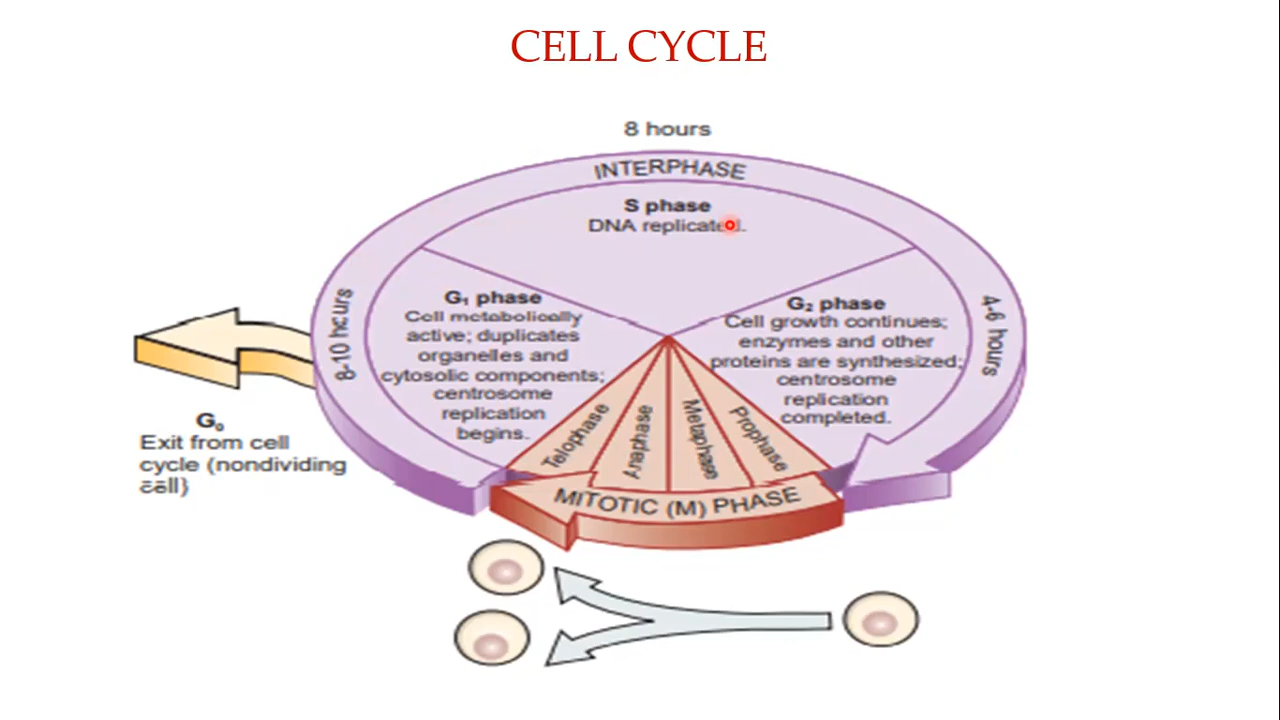 CELL CYCLE
8 hours
INTERPHASE
S phase
DNA replicated.
G₁ phase
Cell metabolically
active; duplicates
organelles and
cytosolic components;
centrosome
replication
begins.
8-10 hours
G₂ phase
Cell growth continues;
enzymes and other
proteins are synthesized;
centrosome
replication
completed.
4-6 hours
G₀
Exit from cell
cycle (nondividing
cell)
Telophase
Anaphase
Metaphase
Prophase
MITOTIC (M) PHASE